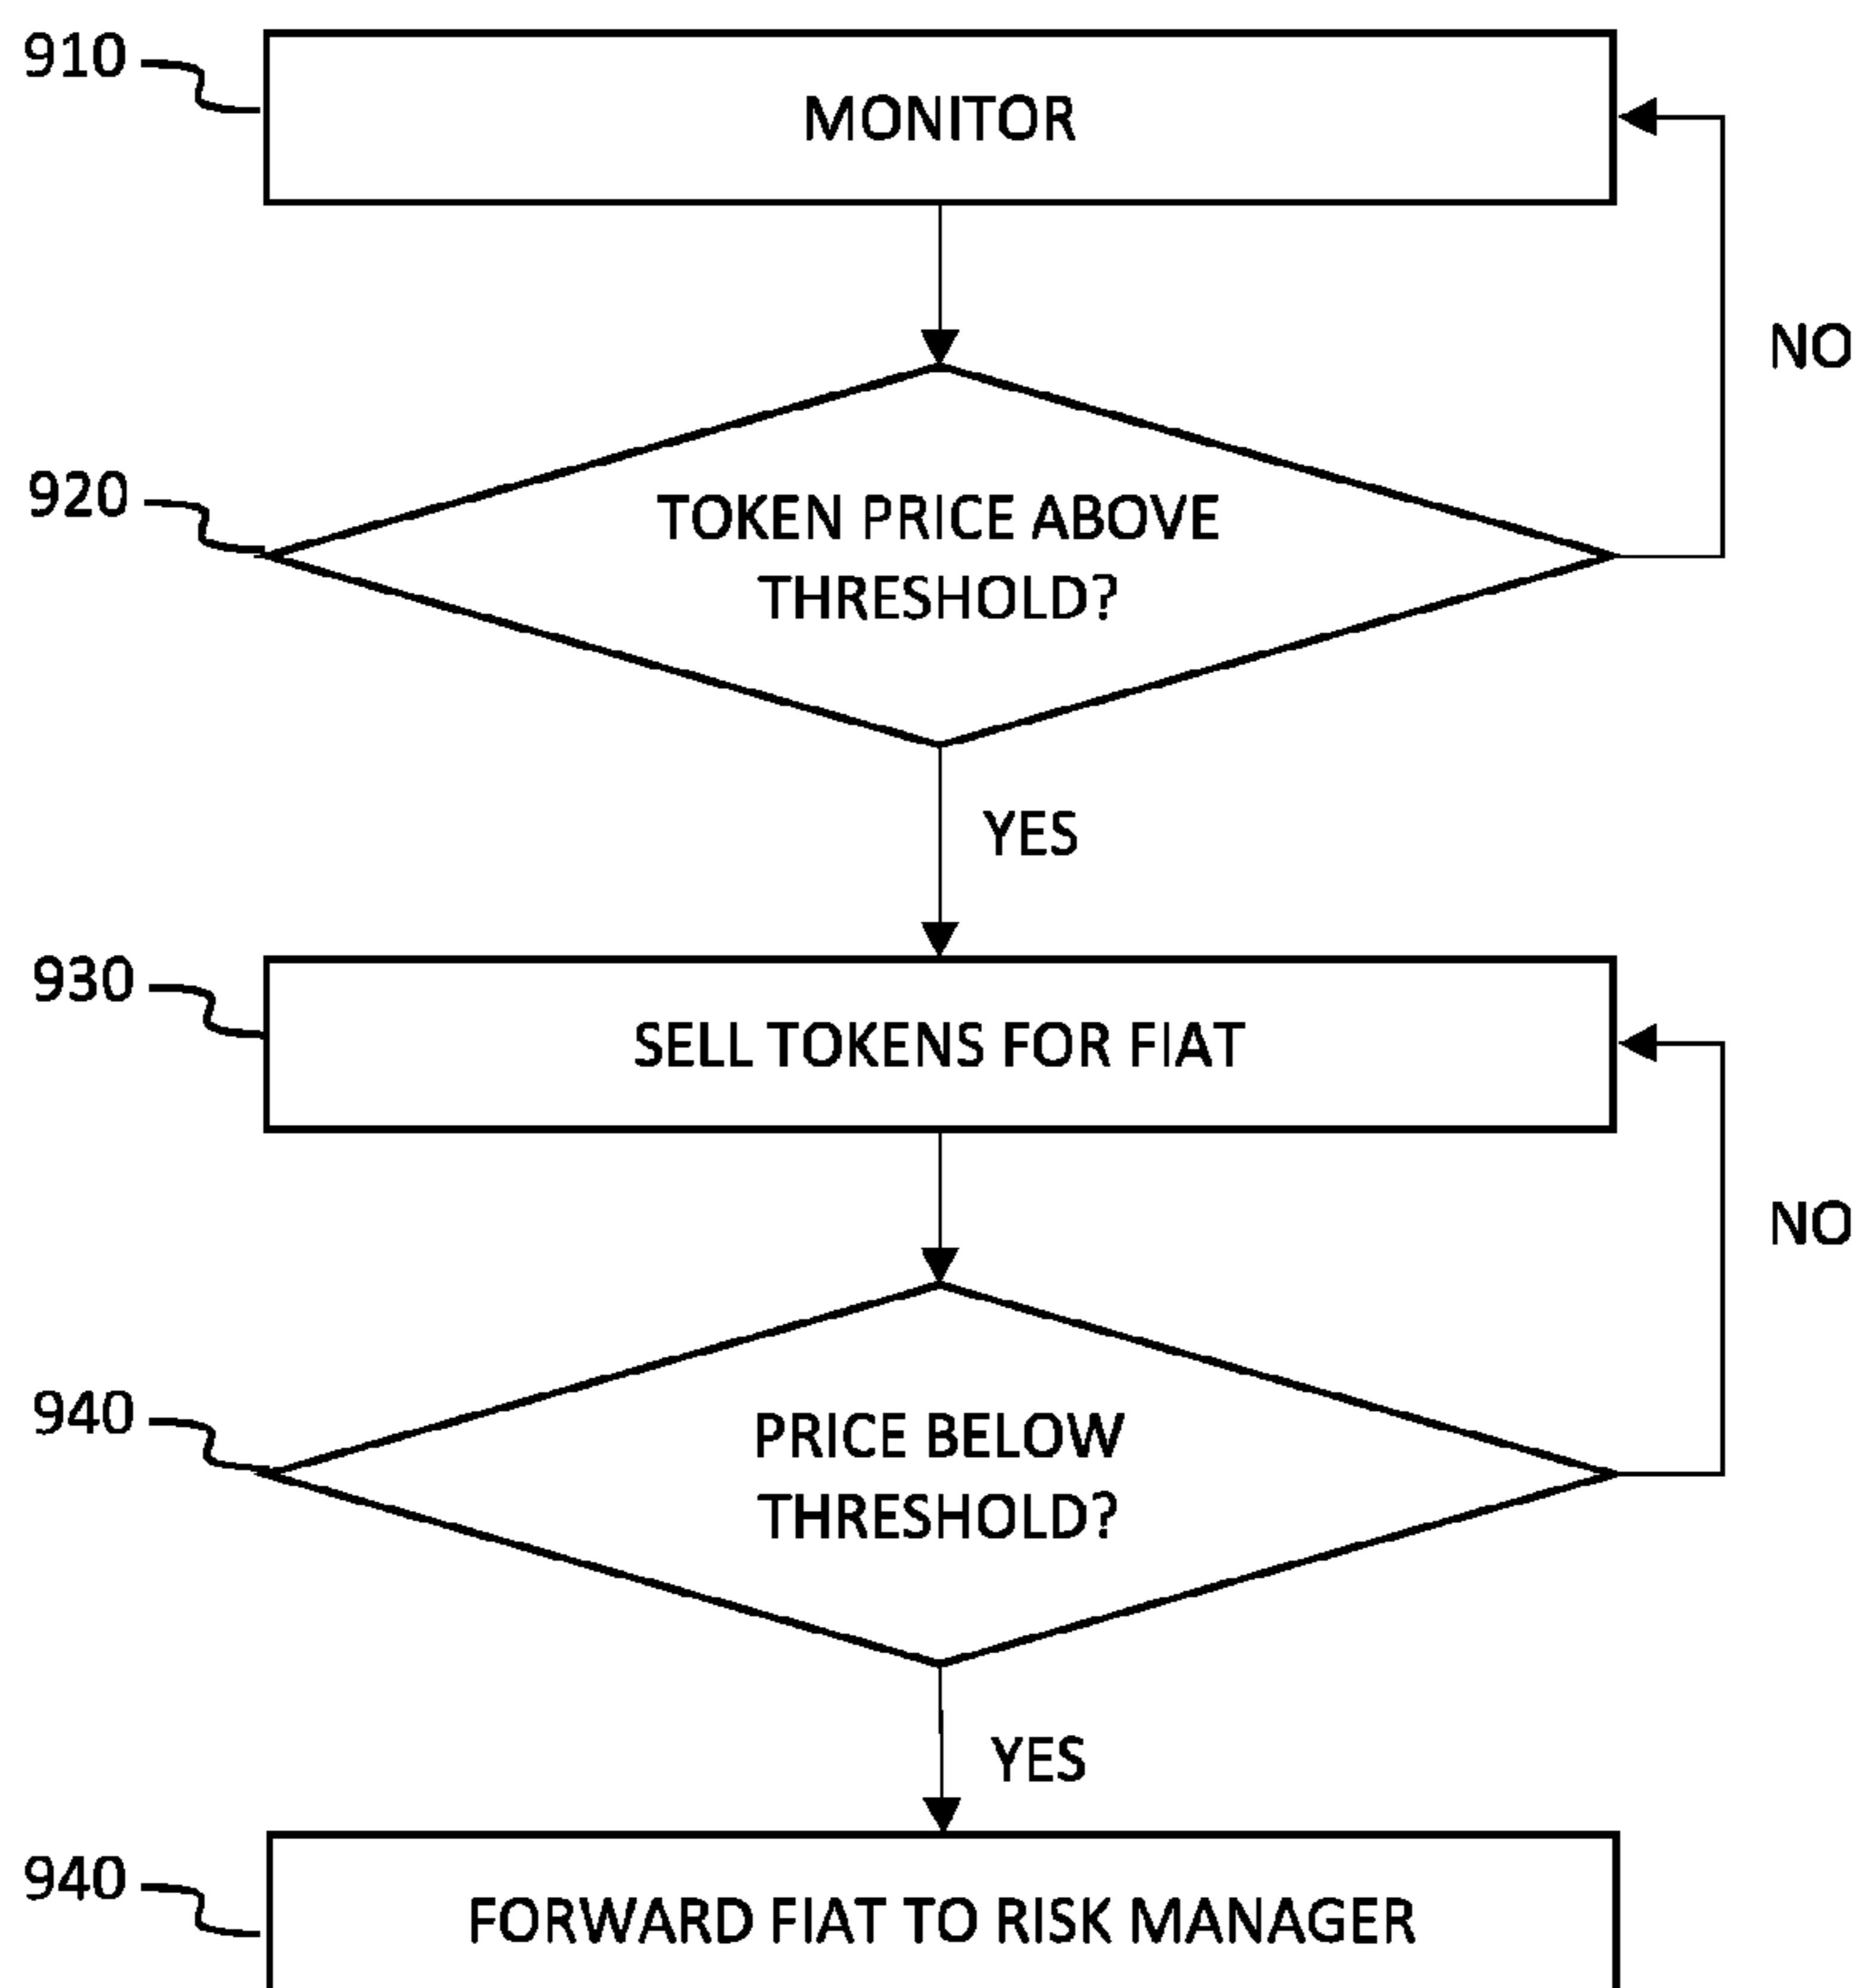 910
MONITOR
NO
920
TOKEN PRICE ABOVE
THRESHOLD?
YES
930
SELL TOKENS FOR FIAT
NO
940
PRICE BELOW
THRESHOLD?
YES
940
FORWARD FIAT TO RISK MANAGER